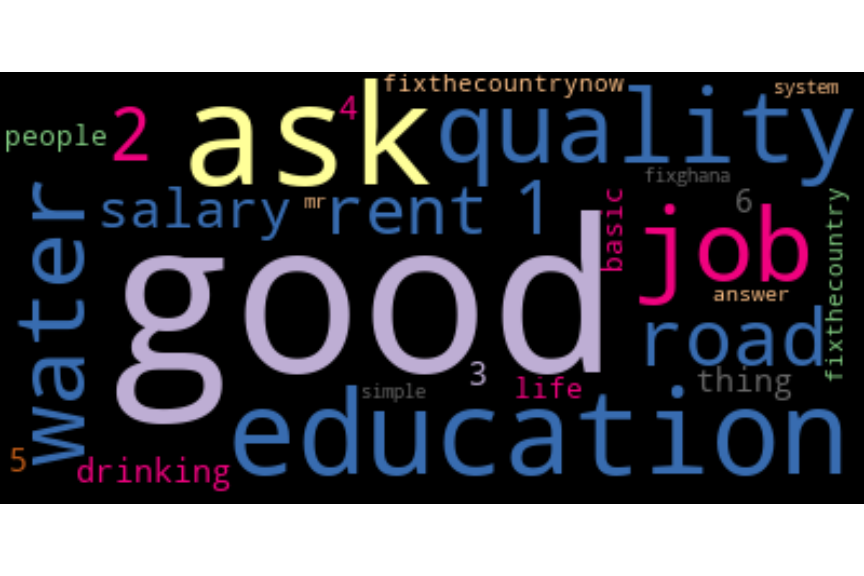 fixthecountrynow
system
people
2
ask
4
quality
fixghana
salary
mr
rent
1
basic
6
job
fixthecountry
water
good
answer
road
3
life
simple
thing
education
5
drinking